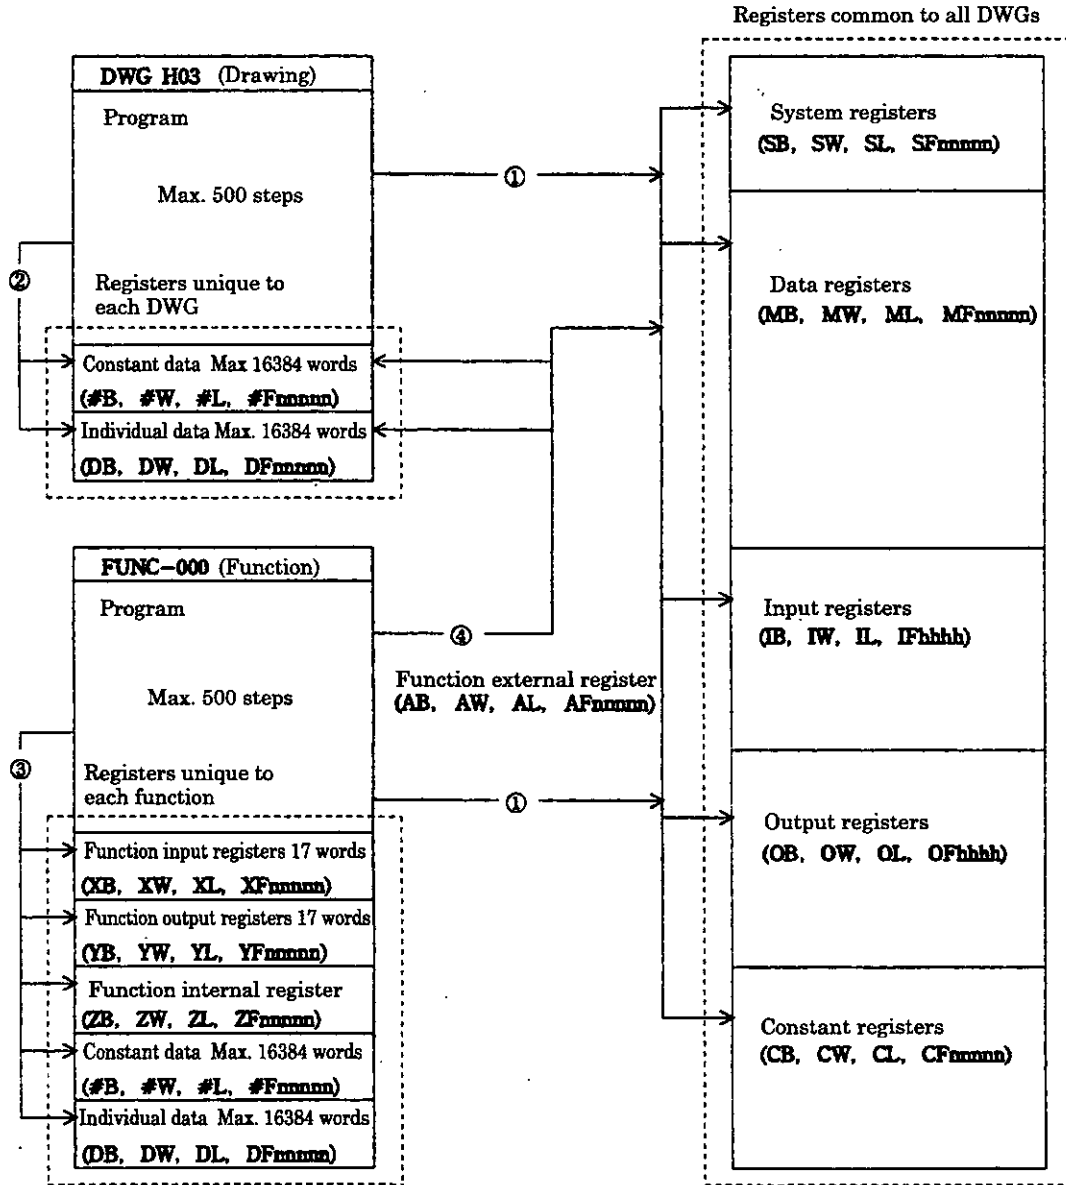 Registers common to all DWGs
DWG H03 (Drawing)
Program
Max. 500 steps
①
②
Registers unique to
each DWG
Constant data Max 16384 words
(#B, #W, #L, #Fnnnnn)
Individual data Max. 16384 words
(DB, DW, DL, DFnnnnn)
FUNC-000 (Function)
Program
④
Function external register
(AB, AW, AL, AFnnnnn)
Max. 500 steps
③
Registers unique to
each function
①
Function input registers 17 words
(XB, XW, XL, XFnnnnn)
Function output registers 17 words
(YB, YW, YL, YFnnnnn)
Function internal register
(ZB, ZW, ZL, ZFnnnnn)
Constant data Max. 16384 words
(#B, #W, #L, #Fnnnnn)
Individual data Max. 16384 words
(DB, DW, DL, DFnnnnn)
System registers
(SB, SW, SL, SFnnnnn)
Data registers
(MB, MW, ML, MFnnnnn)
Input registers
(IB, IW, IL, IFhhhh)
Output registers
(OB, OW, OL, OFhhhh)
Constant registers
(CB, CW, CL, CFnnnnn)